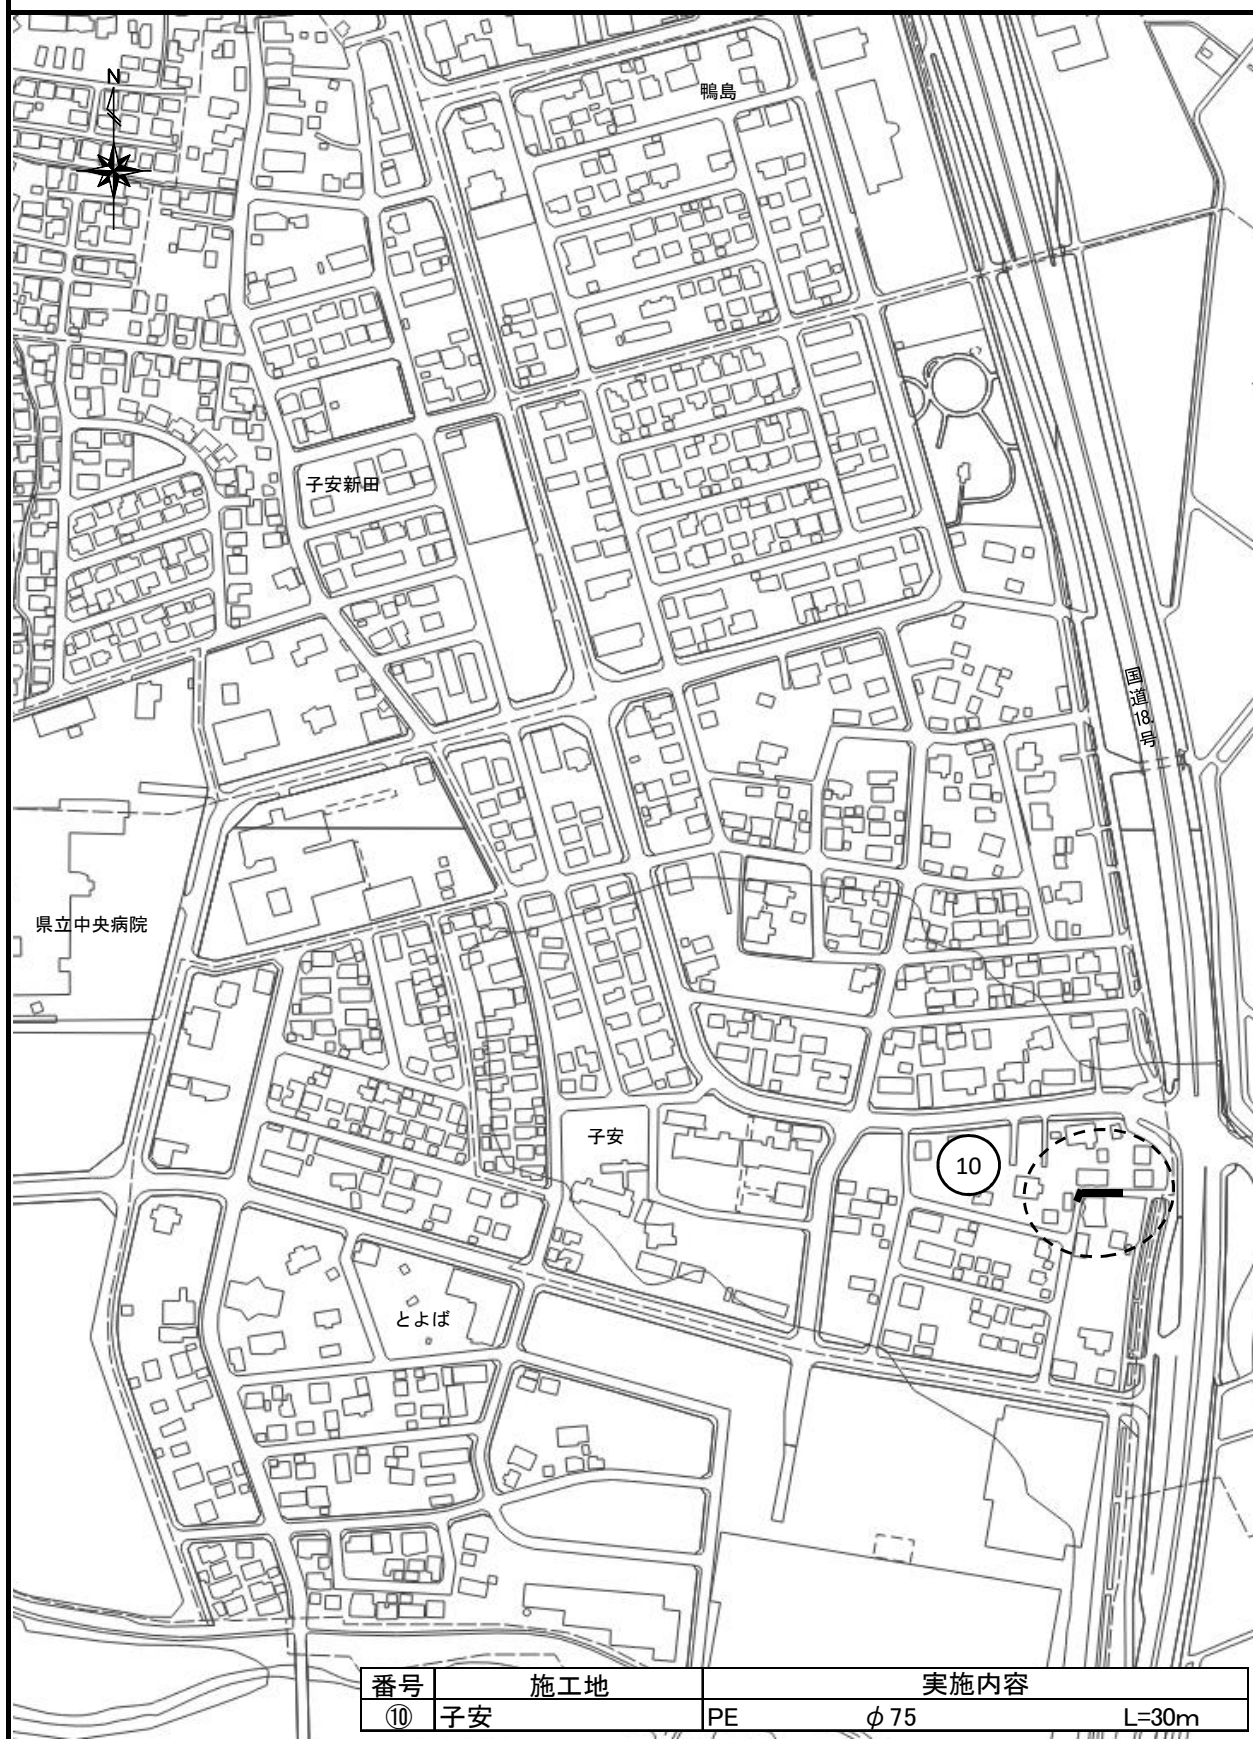 N
鴨島
子安新田
国道18号
県立中央病院
子安
10
とよば
番号 施工地 実施内容
⑩ 子安 PE φ75 L=30m